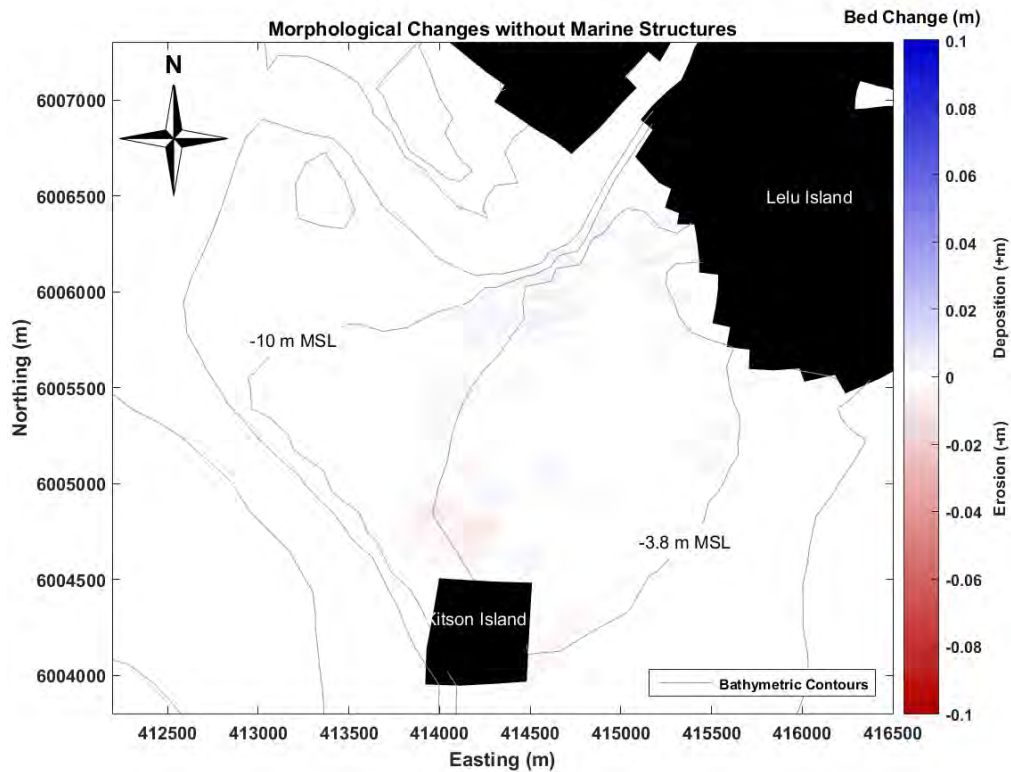 Bed Change (m)
Morphological Changes without Marine Structures
N
Lelu Island
-10 m MSL
-3.8 m MSL
Kitson Island
Bathymetric Contours
6007000
6006500
6006000
6005500
6005000
6004500
6004000
Northing (m)
412500 413000 413500 414000 414500 415000 415500 416000 416500
Easting (m)
0.1
0.08
0.06
0.04
0.02
0
-0.02
-0.04
-0.06
-0.08
-0.1
Deposition (+m)
Erosion (-m)